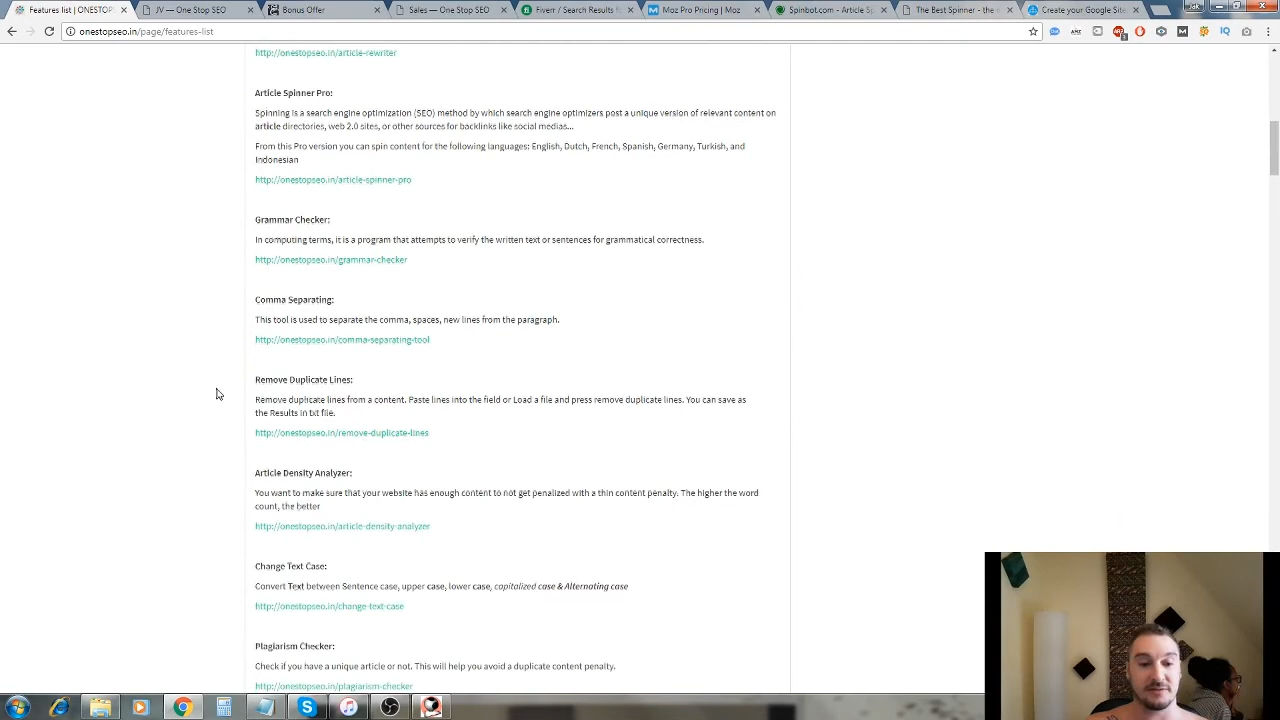 Features list | ONESTOP
JV — One Stop SEO
Bonus Offer
Sales — One Stop SEO
Fiverr / Search Results f
Moz Pro Pricing | Moz
Spinbot.com - Article Sp
The Best Spinner - the
Create your Google Site
Jak
onestopseo.in/page/features-list
http://onestopseo.in/article-rewriter
Article Spinner Pro:
Spinning is a search engine optimization (SEO) method by which search engine optimizers post a unique version of relevant content on
article directories, web 2.0 sites, or other sources for backlinks like social medias...
From this Pro version you can spin content for the following languages: English, Dutch, French, Spanish, Germany, Turkish, and
Indonesian
http://onestopseo.in/article-spinner-pro
Grammar Checker:
In computing terms, it is a program that attempts to verify the written text or sentences for grammatical correctness.
http://onestopseo.in/grammar-checker
Comma Separating:
This tool is used to separate the comma, spaces, new lines from the paragraph.
http://onestopseo.in/comma-separating-tool
Remove Duplicate Lines:
Remove duplicate lines from a content. Paste lines into the field or Load a file and press remove duplicate lines. You can save as
the Results in txt file.
http://onestopseo.in/remove-duplicate-lines
Article Density Analyzer:
You want to make sure that your website has enough content to not get penalized with a thin content penalty. The higher the word
count, the better
http://onestopseo.in/article-density-analyzer
Change Text Case:
Convert Text between Sentence case, upper case, lower case, capitalized case & Alternating case
http://onestopseo.in/change-text-case
Plagiarism Checker:
Check if you have a unique article or not. This will help you avoid a duplicate content penalty.
http://onestopseo.in/plagiarism-checker